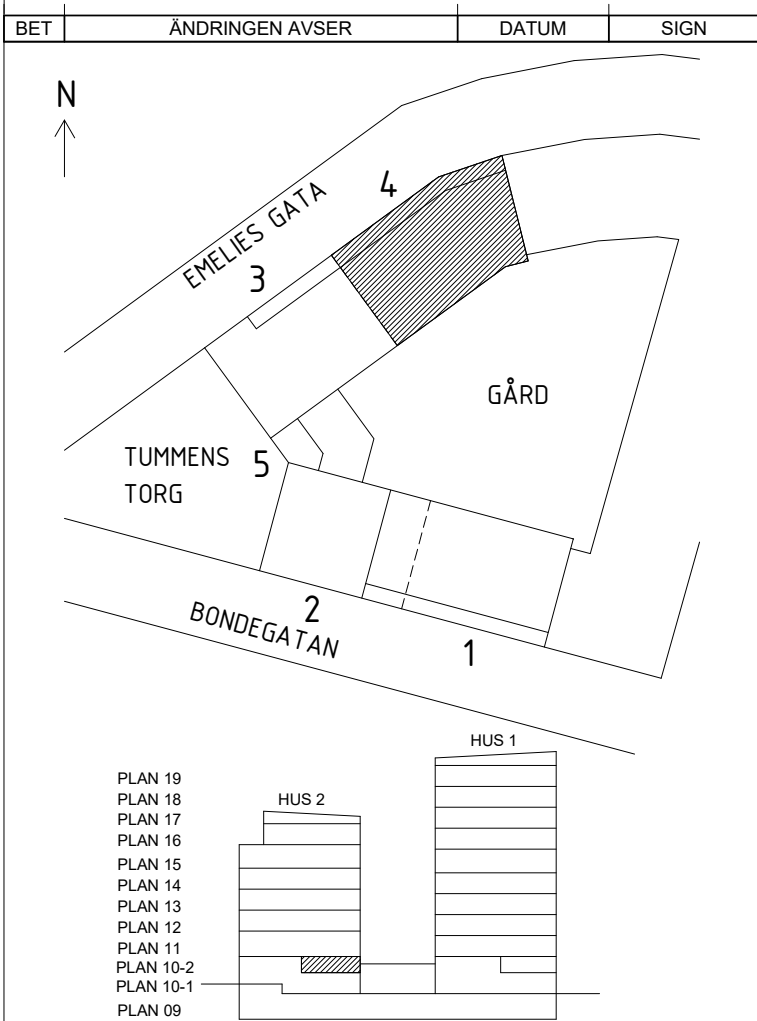 BET ÄNDRINGEN AVSER DATUM SIGN
N
4
EMELIES GATA
3
GÅRD
TUMMENS
TORG
5
2
BONDEGATAN
1
HUS 1
PLAN 19
PLAN 18 HUS 2
PLAN 17
PLAN 16
PLAN 15
PLAN 14
PLAN 13
PLAN 12
PLAN 11
PLAN 10-2
PLAN 10-1
PLAN 09